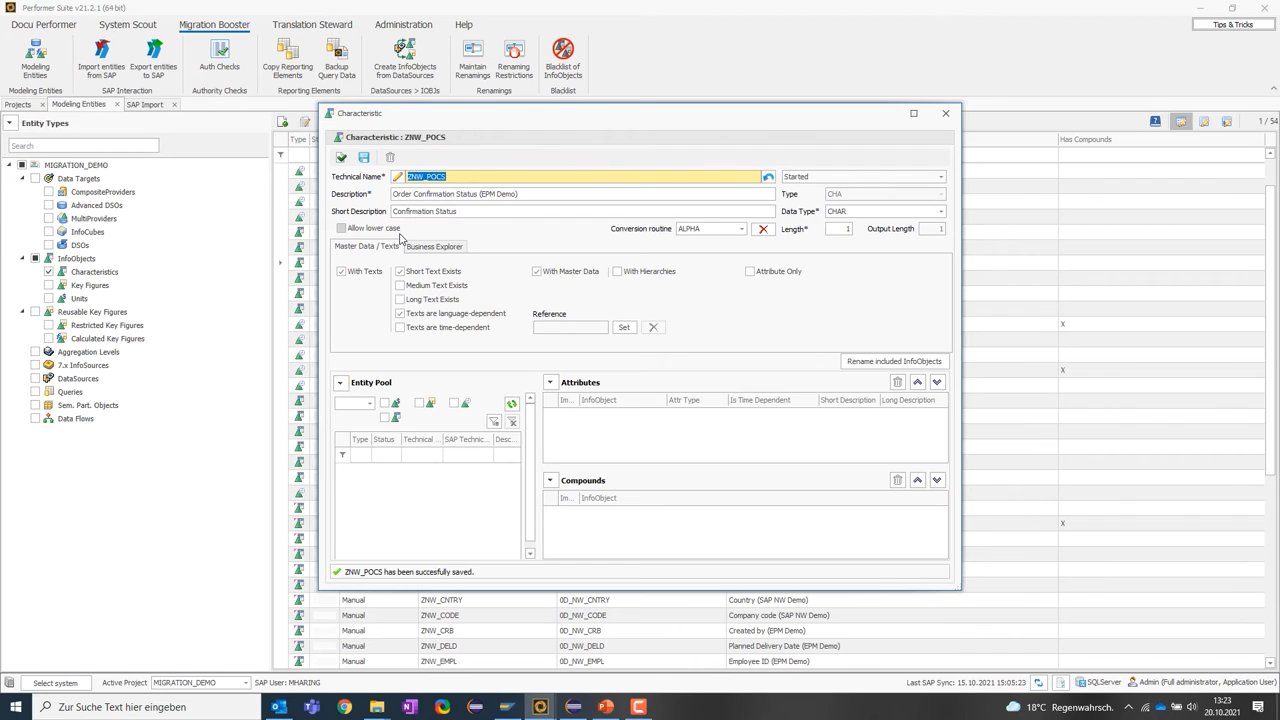 Performer Suite v21.2.1 (64 bit)
Docu Performer System Scout Migration Booster Translation Steward Administration Help Tips & Tricks
Modeling Entities
Import entities from SAP
Export entities to SAP
Auth Checks
Copy Reporting Elements
Backup Query Data
Create InfoObjects from DataSources
Maintain Renamings
Renaming Restrictions
Blacklist of InfoObjects
Modeling Entities SAP Interaction Authority Checks Reporting Elements DataSources > IOBJs Renamings Blacklist
Projects Modeling Entities SAP Import
Entity Types
1 / 54
Search
Type
Has Compounds
MIGRATION_DEMO
Data Targets
CompositeProviders
Advanced DSOs
MultiProviders
InfoCubes
DSOs
InfoObjects
Characteristics
Key Figures
Units
Reusable Key Figures
Restricted Key Figures
Calculated Key Figures
Aggregation Levels
7.x InfoSources
DataSources
Queries
Sem. Part. Objects
Data Flows
X
X
X
Characteristic
Characteristic : ZNW_POCS
Technical Name* ZNW_POCS Started
Description* Order Confirmation Status (EPM Demo) Type CHA
Short Description Confirmation Status Data Type* CHAR
Allow lower case Conversion routine ALPHA Length* 1 Output Length 1
Master Data / Texts Business Explorer
With Texts Short Text Exists With Master Data With Hierarchies Attribute Only
Medium Text Exists
Long Text Exists
Texts are language-dependent Reference
Texts are time-dependent Set
Rename included InfoObjects
Entity Pool Attributes
Im... InfoObject Attr Type Is Time Dependent Short Description Long Description
Type Status Technical ... SAP Technic... Desc...
Compounds
Im... InfoObject
ZNW_POCS has been succesfully saved.
Manual ZNW_CNTRY 0D_NW_CNTRY Country (SAP NW Demo)
Manual ZNW_CODE 0D_NW_CODE Company code (SAP NW Demo)
Manual ZNW_CRB 0D_NW_CRB Created by (EPM Demo)
Manual ZNW_DELD 0D_NW_DELD Planned Delivery Date (EPM Demo)
Manual ZNW_EMPL 0D_NW_EMPL Employee ID (EPM Demo)
Select system Active Project MIGRATION_DEMO SAP User: MHARING Last SAP Sync: 15.10.2021 15:05:23 SQLServer Admin (Full administrator, Application User)
Zur Suche Text hier eingeben
18°C Regenwahrsch.
13:23
20.10.2021